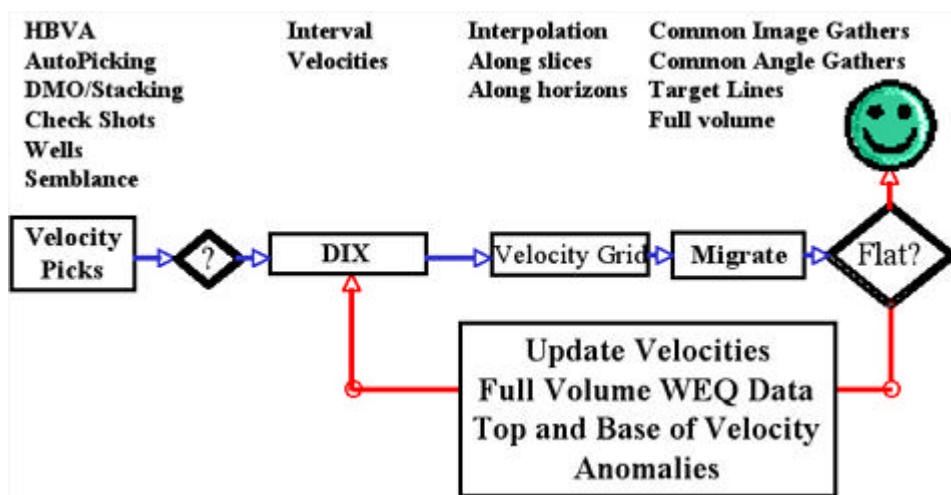 HBVA
AutoPicking
DMO/Stacking
Check Shots
Wells
Semblance
Interval
Velocities
Interpolation
Along slices
Along horizons
Common Image Gathers
Common Angle Gathers
Target Lines
Full volume
Velocity
Picks
?
DIX
Velocity Grid
Migrate
Flat?
Update Velocities
Full Volume WEQ Data
Top and Base of Velocity
Anomalies